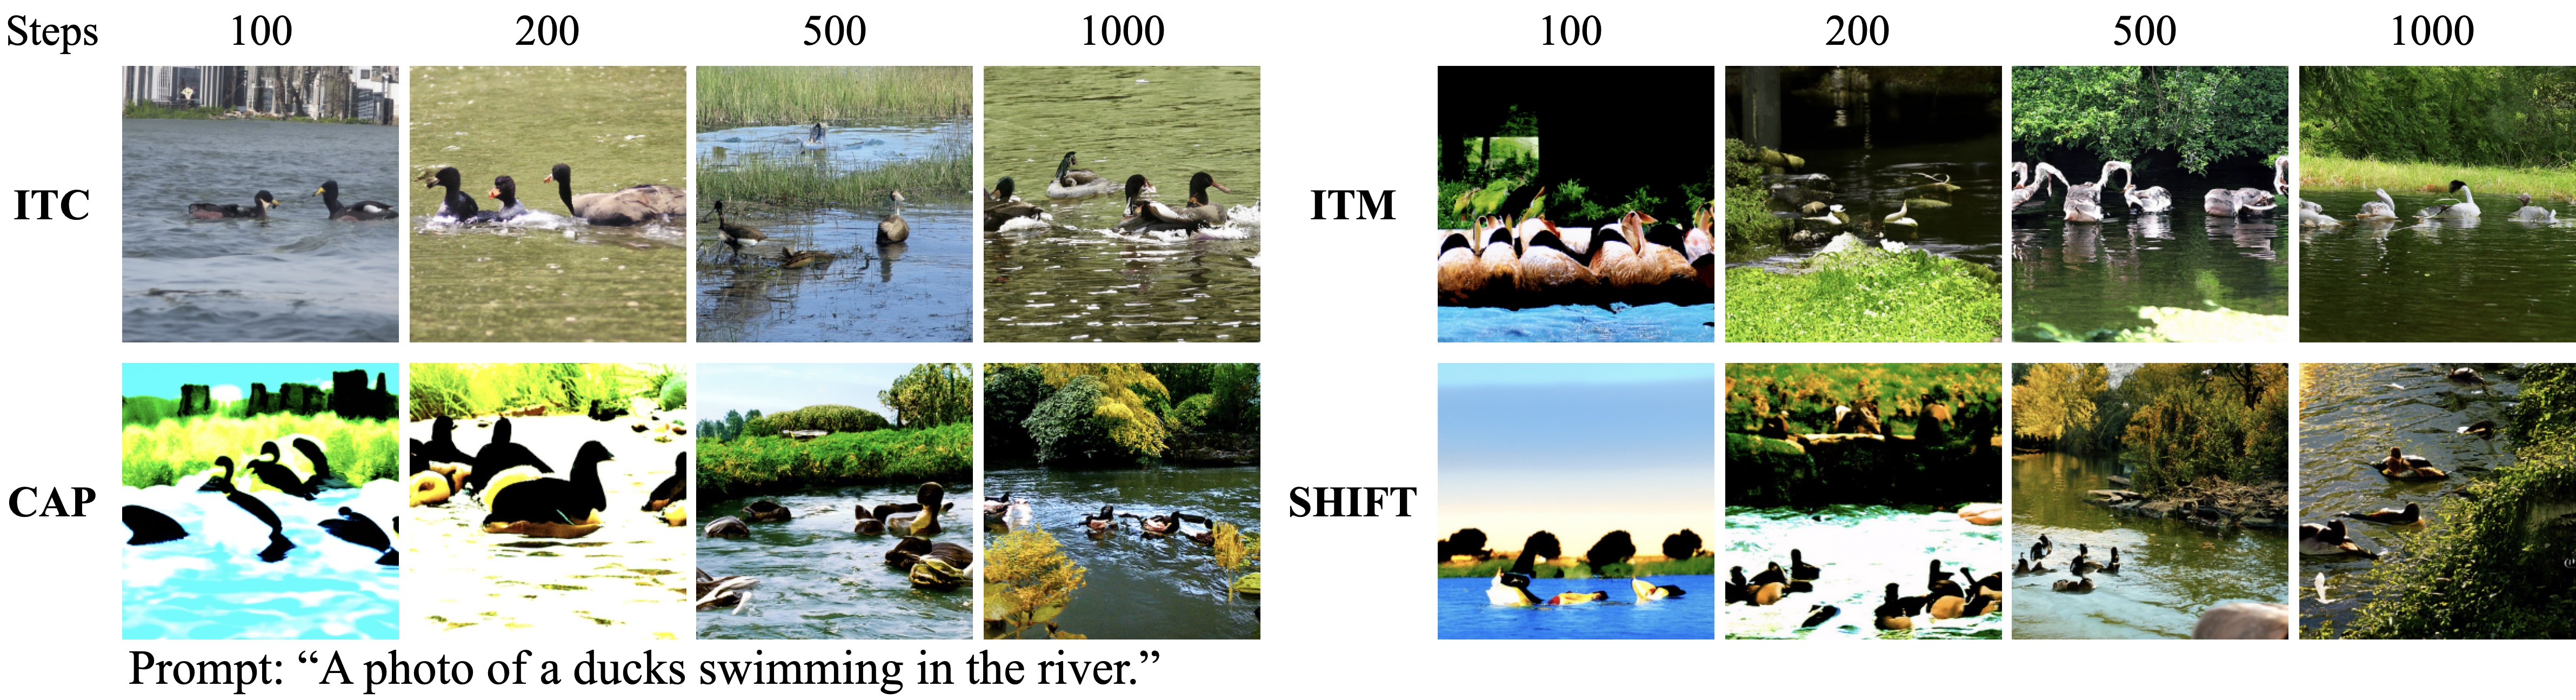 Steps 100 200 500 1000 100 200 500 1000
ITC ITM
CAP SHIFT
Prompt: “A photo of a ducks swimming in the river.”